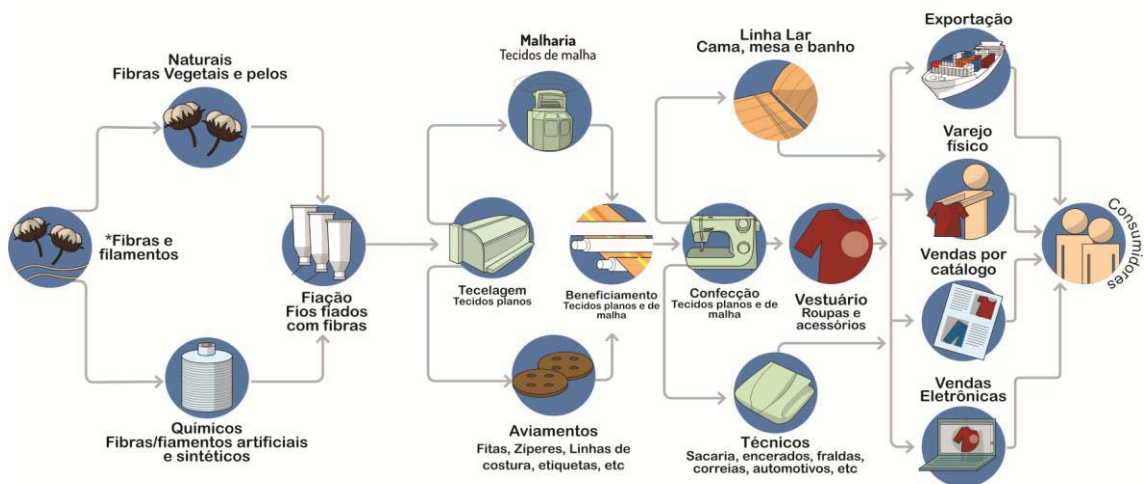 Naturais
Fibras Vegetais e pelos
*Fibras e
filamentos
Químicos
Fibras/fiamentos artificiais
e sintéticos
Fiação
Fios fiados
com fibras
Malharia
Tecidos de malha
Tecelagem
Tecidos planos
Aviamentos
Fitas, Zíperes, Linhas de
costura, etiquetas, etc
Beneficiamento
Tecidos planos e de
malha
Linha Lar
Cama, mesa e banho
Confecção
Tecidos planos e de
malha
Técnicos
Sacaria, encerados, fraldas,
correias, automotivos, etc
Vestuário
Roupas e
acessórios
Exportação
Varejo
físico
Vendas por
catálogo
Vendas
Eletrônicas
Consumidores